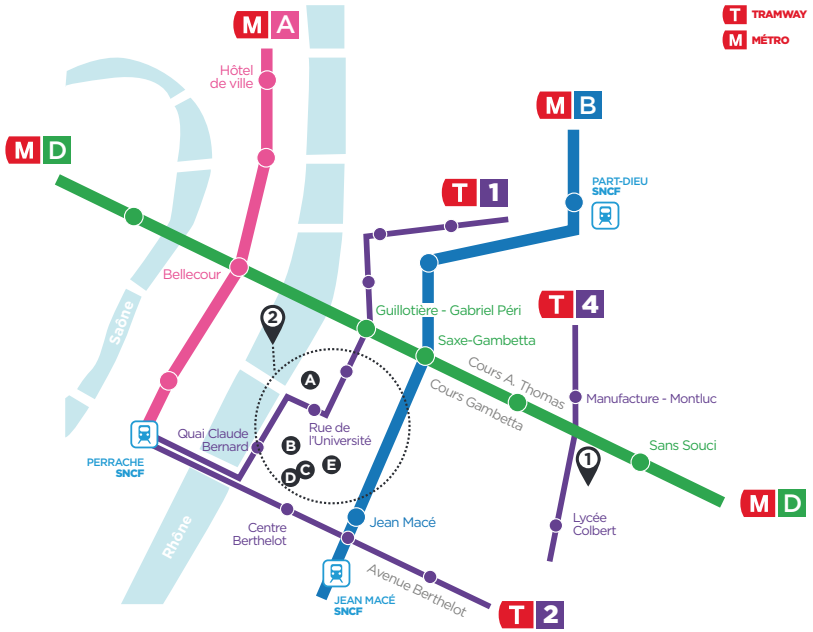 M A
T TRAMWAY
M MÉTRO
Hôtel
de ville
M B
M D
T 1
PART-DIEU
SNCF
Bellecour
Saône
T 4
Guillotière - Gabriel Péri
2
Saxe-Gambetta
Cours A. Thomas
Cours Gambetta
A
Manufacture - Montluc
Quai Claude
Bernard
Rue de
l'Université
B
C
D
E
Sans Souci
PERRACHE
SNCF
1
M D
Rhône
Centre
Berthelot
Jean Macé
Lycée
Colbert
Avenue Berthelot
JEAN MACÉ
SNCF
T 2